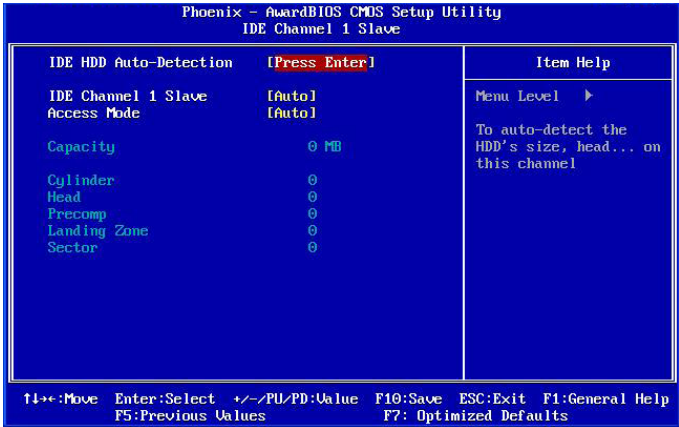 Phoenix - AwardBIOS CMOS Setup Utility
IDE Channel 1 Slave
IDE HDD Auto-Detection [Press Enter]
IDE Channel 1 Slave [Auto]
Access Mode [Auto]
Capacity 0 MB
Cylinder 0
Head 0
Precomp 0
Landing Zone 0
Sector 0
Item Help
Menu Level ▶
To auto-detect the
HDD's size, head... on
this channel
↑↓→←:Move Enter:Select +/-/PU/PD:Value F10:Save ESC:Exit F1:General Help
F5:Previous Values F7: Optimized Defaults